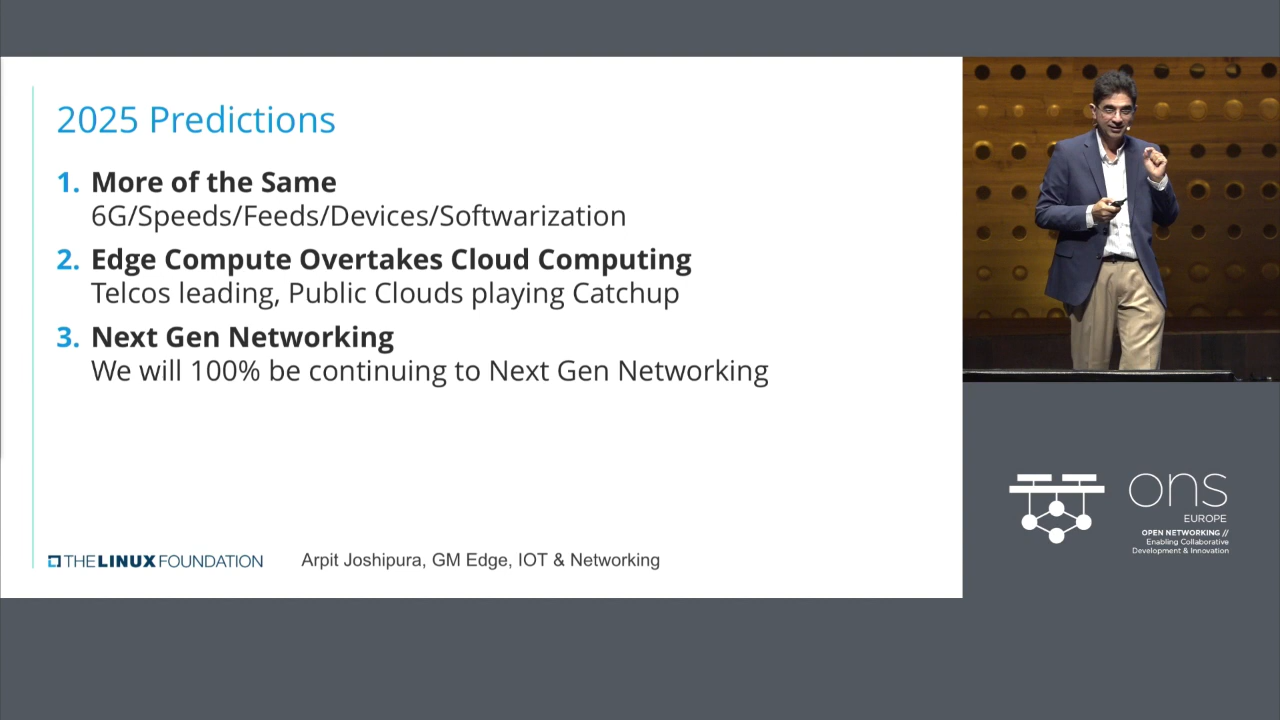 2025 Predictions
1. More of the Same
6G/Speeds/Feeds/Devices/Softwarization
2. Edge Compute Overtakes Cloud Computing
Telcos leading, Public Clouds playing Catchup
3. Next Gen Networking
We will 100% be continuing to Next Gen Networking
THE LINUX FOUNDATION
Arpit Joshipura, GM Edge, IOT & Networking
ons
EUROPE
OPEN NETWORKING //
Enabling Collaborative
Development & Innovation